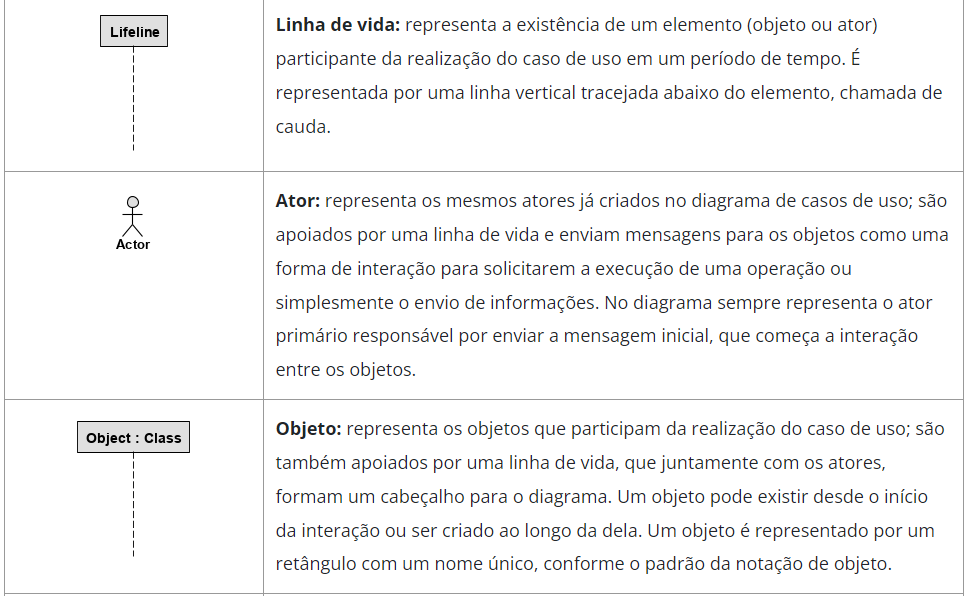 Lifeline
Linha de vida: representa a existência de um elemento (objeto ou ator)
participante da realização do caso de uso em um período de tempo. É
representada por uma linha vertical tracejada abaixo do elemento, chamada de
cauda.
Actor
Ator: representa os mesmos atores já criados no diagrama de casos de uso; são
apoiados por uma linha de vida e enviam mensagens para os objetos como uma
forma de interação para solicitarem a execução de uma operação ou
simplesmente o envio de informações. No diagrama sempre representa o ator
primário responsável por enviar a mensagem inicial, que começa a interação
entre os objetos.
Object : Class
Objeto: representa os objetos que participam da realização do caso de uso; são
também apoiados por uma linha de vida, que juntamente com os atores,
formam um cabeçalho para o diagrama. Um objeto pode existir desde o início
da interação ou ser criado ao longo da dela. Um objeto é representado por um
retângulo com um nome único, conforme o padrão da notação de objeto.